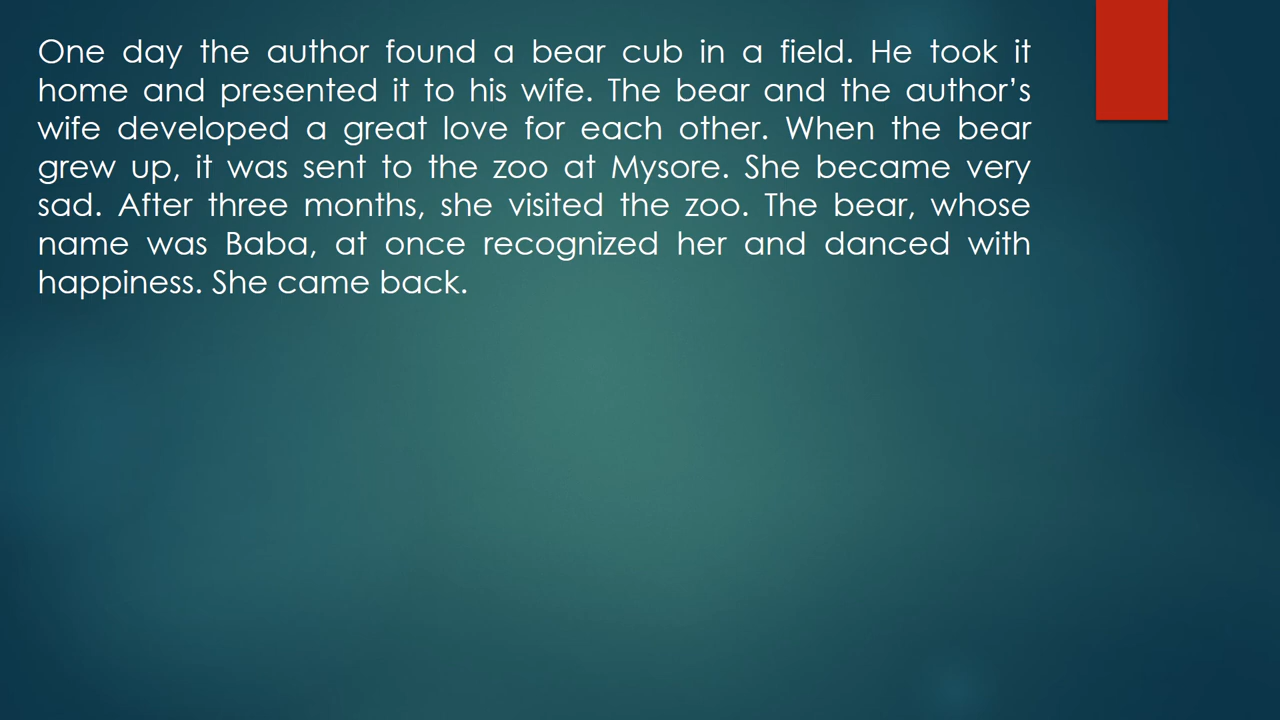 One day the author found a bear cub in a field. He took it
home and presented it to his wife. The bear and the author’s
wife developed a great love for each other. When the bear
grew up, it was sent to the zoo at Mysore. She became very
sad. After three months, she visited the zoo. The bear, whose
name was Baba, at once recognized her and danced with
happiness. She came back.